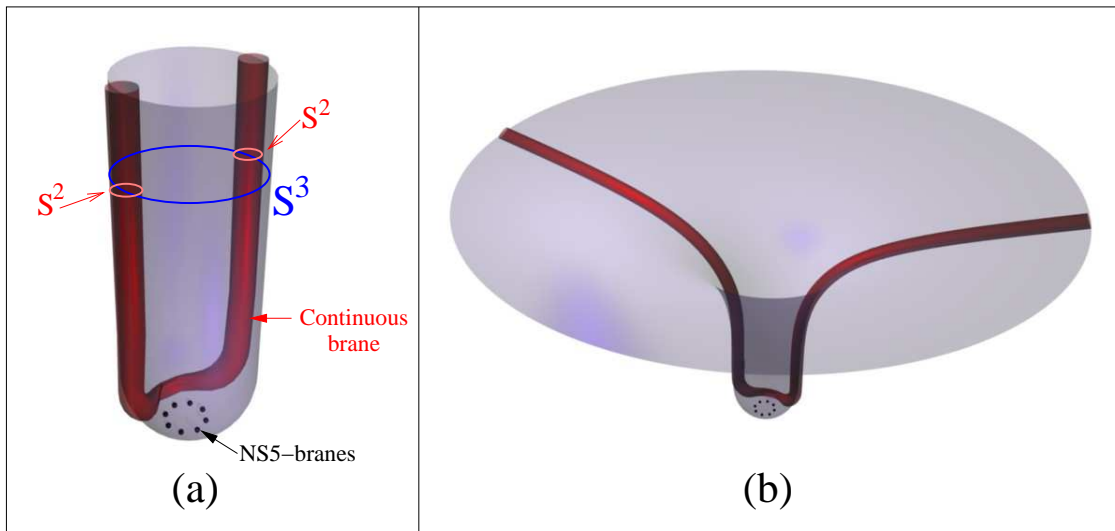 S²
S²
S³
Continuous
brane
NS5–branes
(a)
(b)